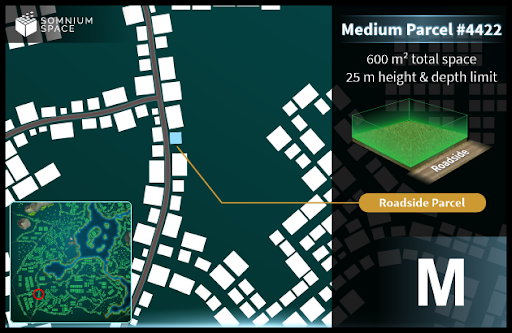 SOMNIUM
SPACE
Medium Parcel #4422
600 m² total space
25 m height & depth limit
Roadside
Roadside Parcel
M